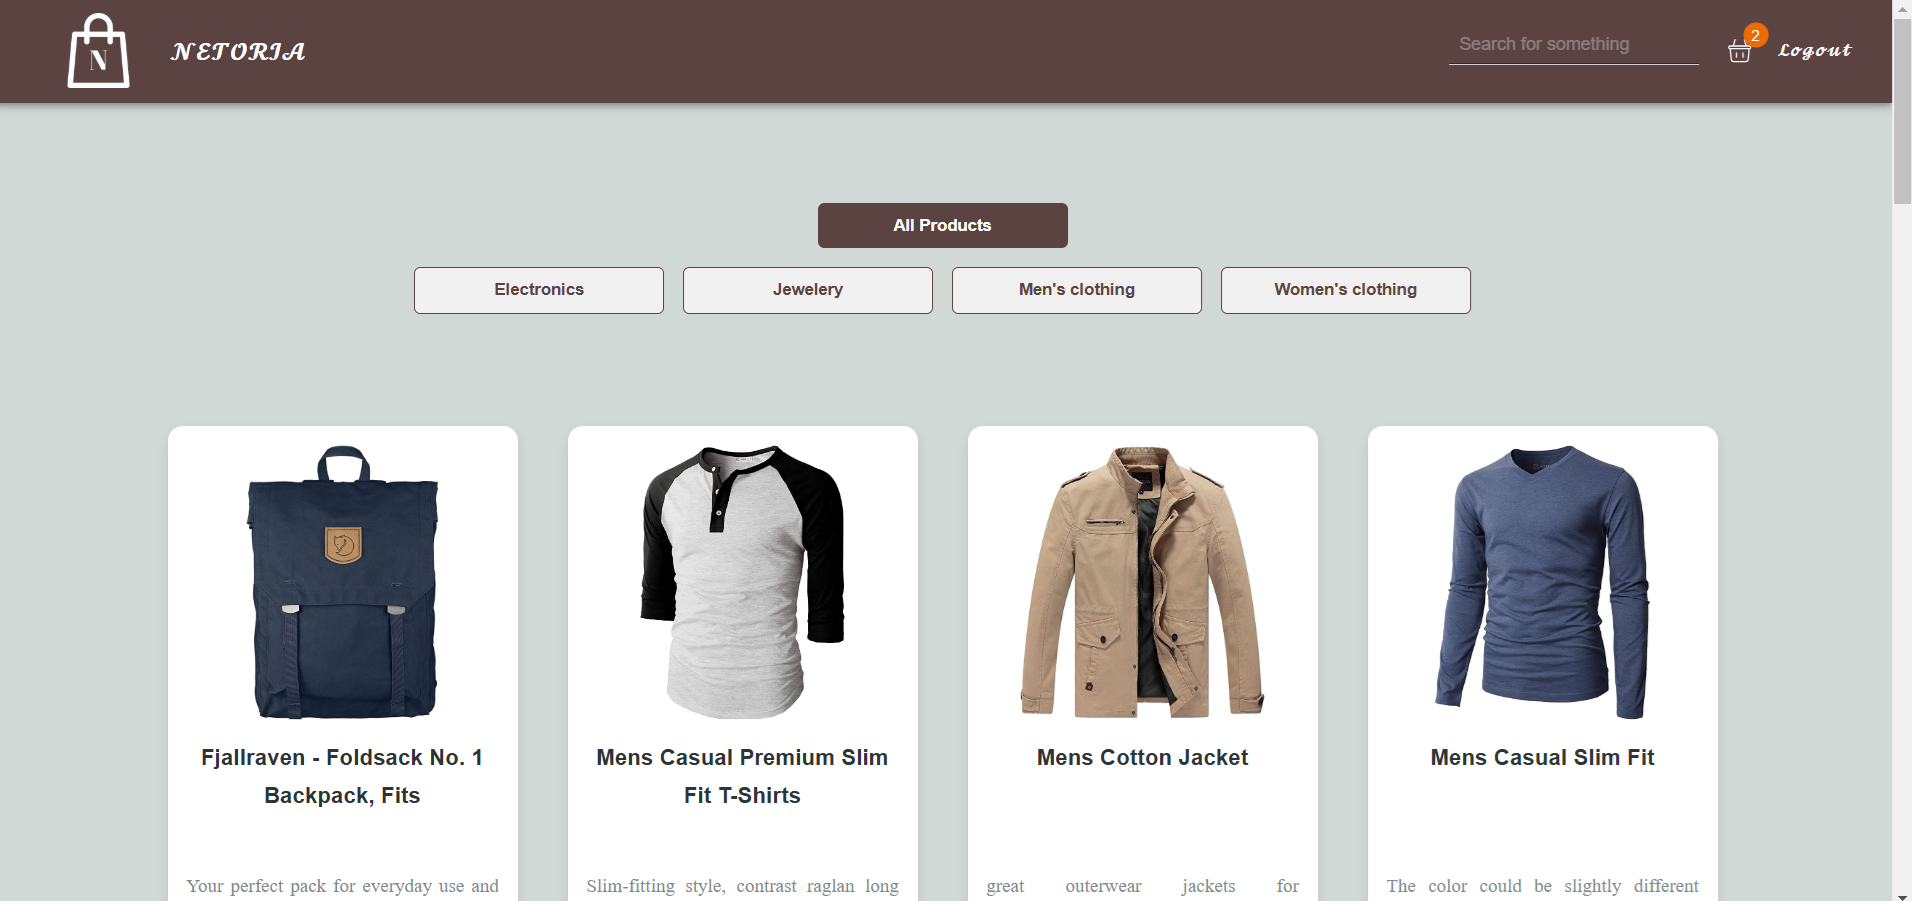 N
NETORIA
Search for something
2
Logout
All Products
Electronics
Jewelery
Men's clothing
Women's clothing
Fjallraven - Foldsack No. 1
Backpack, Fits
Your perfect pack for everyday use and
Mens Casual Premium Slim
Fit T-Shirts
Slim-fitting style, contrast raglan long
Mens Cotton Jacket
great outerwear jackets for
Mens Casual Slim Fit
The color could be slightly different